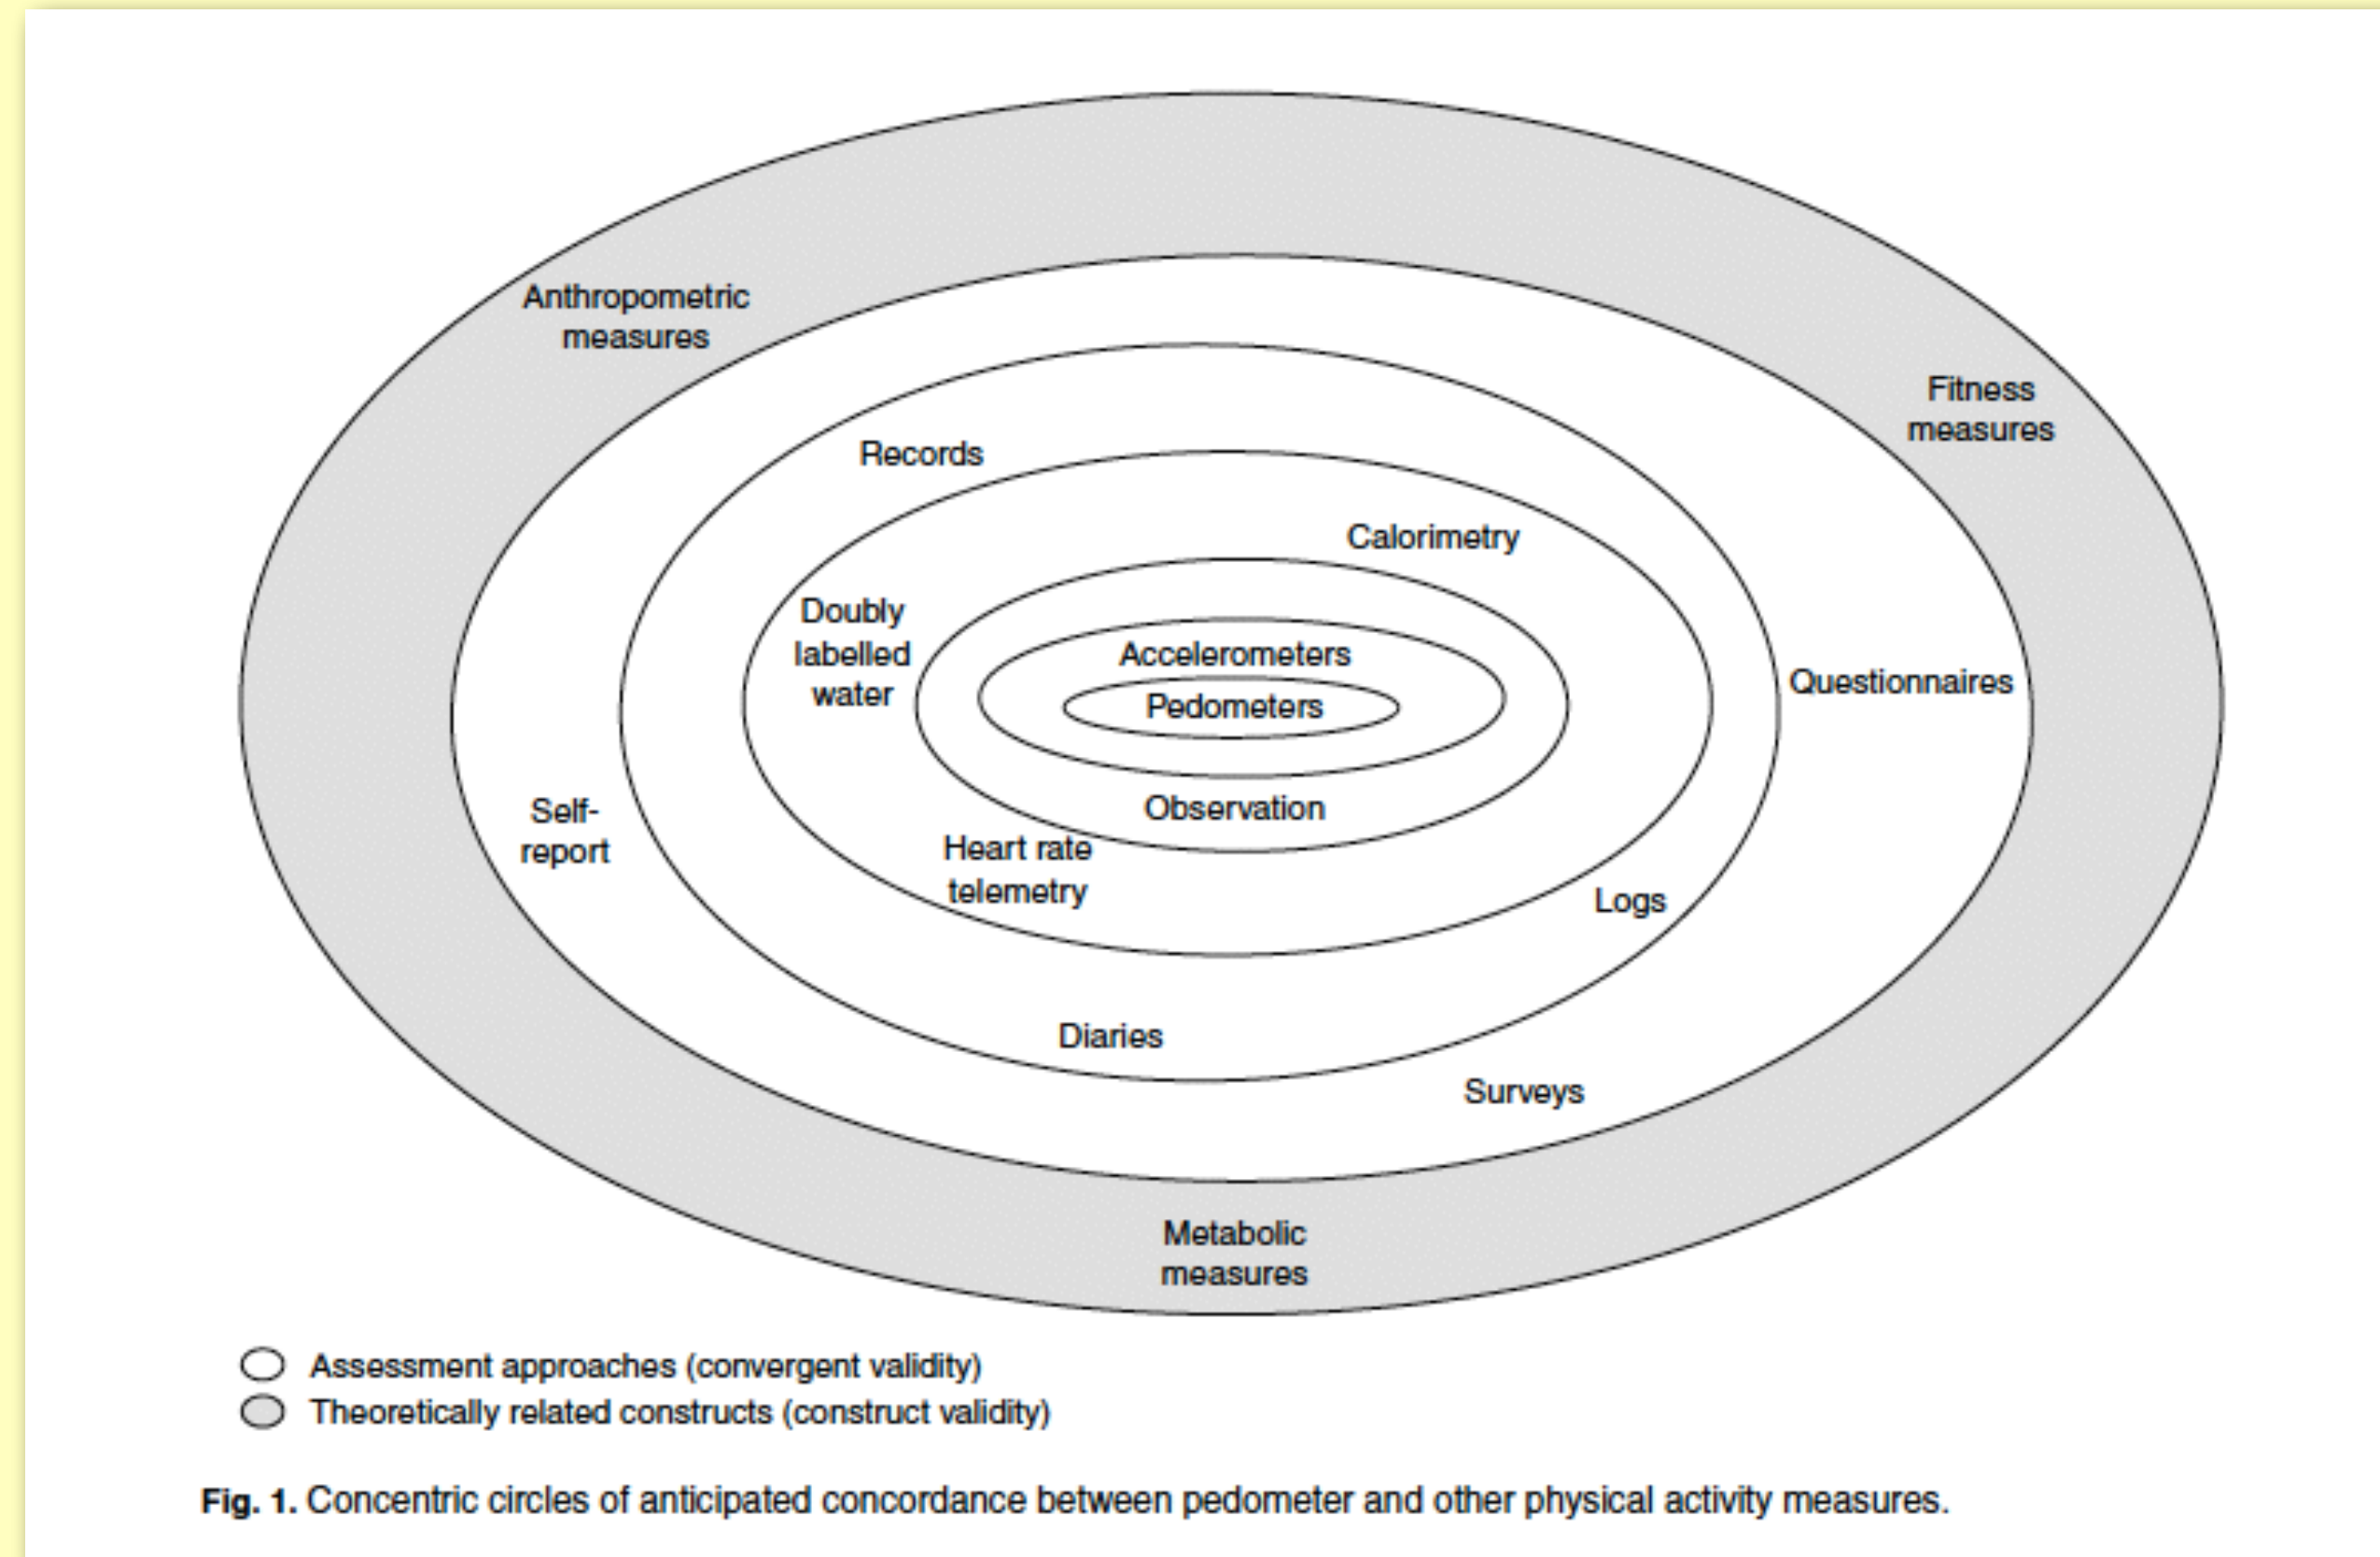 Anthropometric
measures
Fitness
measures
Records
Calorimetry
Doubly
labelled
water
Accelerometers
Pedometers
Questionnaires
Observation
Self-
report
Heart rate
telemetry
Logs
Diaries
Surveys
Metabolic
measures
Assessment approaches (convergent validity)
Theoretically related constructs (construct validity)
Fig. 1. Concentric circles of anticipated concordance between pedometer and other physical activity measures.